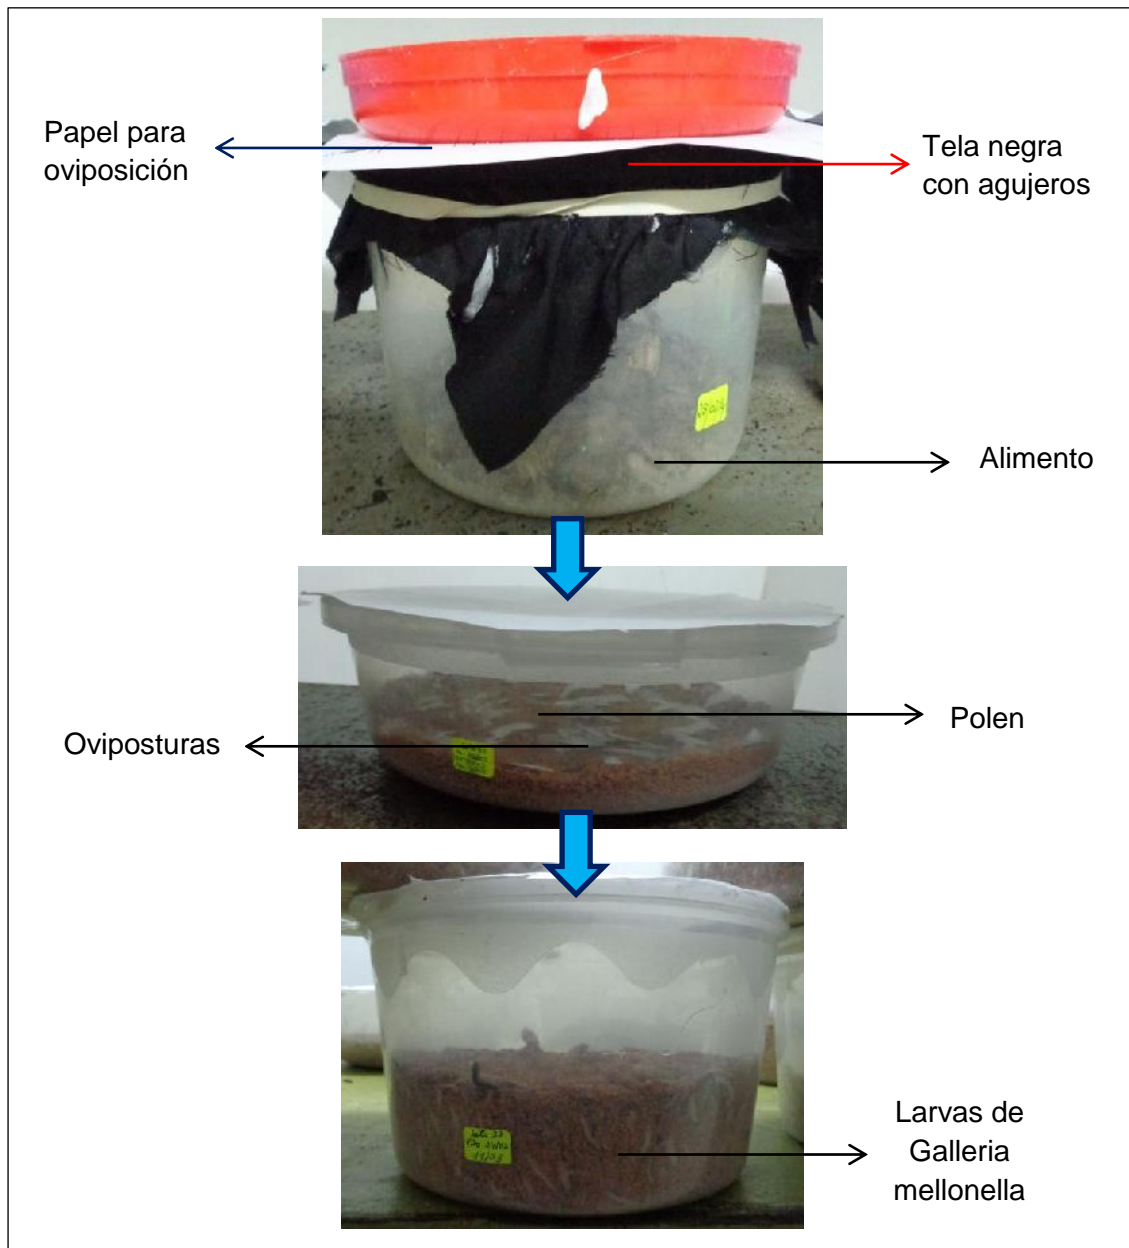 Papel para
oviposición
Tela negra
con agujeros
Alimento
Polen
Oviposturas
Larvas de
Galleria
mellonella